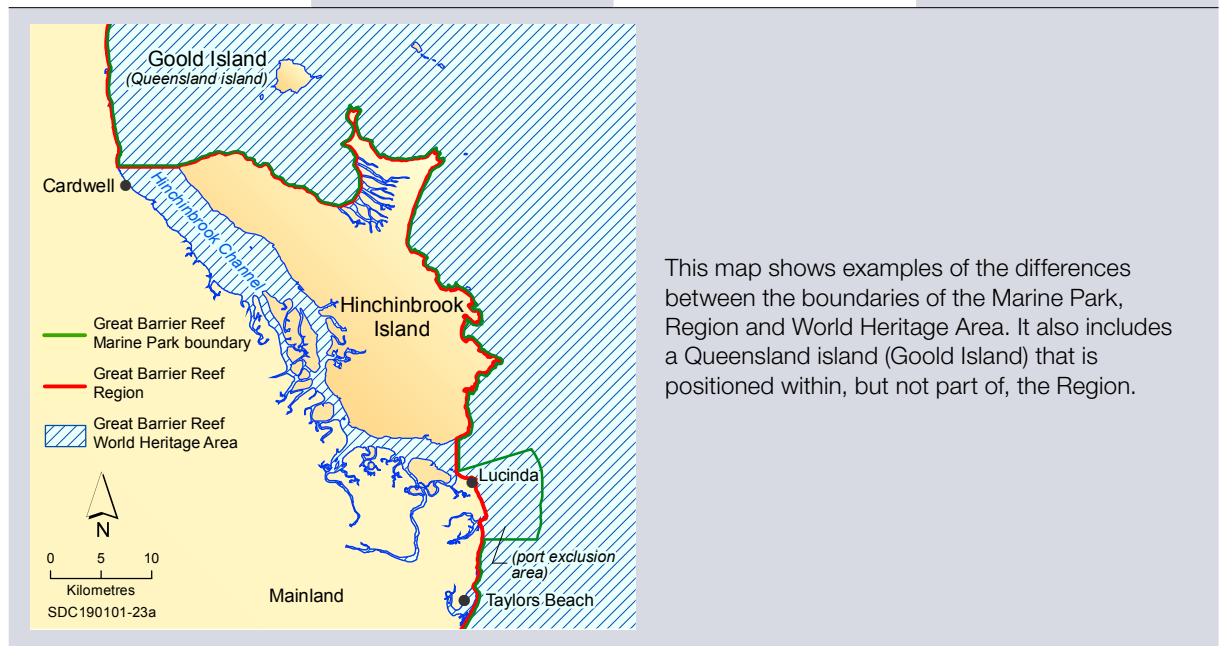 Goold Island
(Queensland island)
Cardwell
Hinchinbrook Channel
Hinchinbrook
Island
Great Barrier Reef
Marine Park boundary
Great Barrier Reef
Region
Great Barrier Reef
World Heritage Area
Lucinda
N
0 5 10
Kilometres
SDC190101-23a
(port exclusion
area)
Mainland
Taylors Beach
This map shows examples of the differences
between the boundaries of the Marine Park,
Region and World Heritage Area. It also includes
a Queensland island (Goold Island) that is
positioned within, but not part of, the Region.